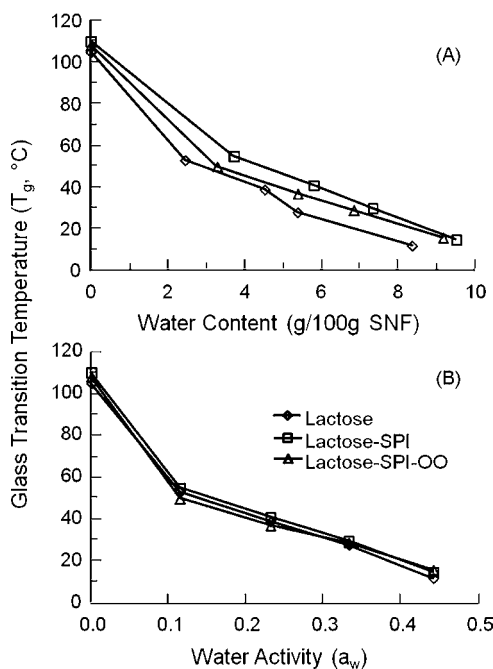 Glass Transition Temperature (Tg, °C)
120
100
80
60
40
20
0
(A)
0 2 4 6 8 10
Water Content (g/100g SNF)
120
100
80
60
40
20
0
(B)
Lactose
Lactose-SPI
Lactose-SPI-OO
0.0 0.1 0.2 0.3 0.4 0.5
Water Activity (aw)